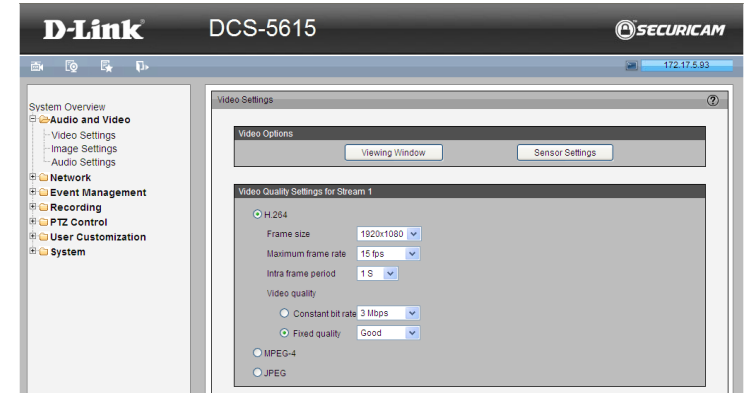 D-Link®
DCS-5615
SECURICAM
172.17.5.93
System Overview
Audio and Video
Video Settings
Image Settings
Audio Settings
Network
Event Management
Recording
PTZ Control
User Customization
System
Video Settings
?
Video Options
Viewing Window
Sensor Settings
Video Quality Settings for Stream 1
H.264
Frame size 1920x1080
Maximum frame rate 15 fps
Intra frame period 1 S
Video quality
Constant bit rate 3 Mbps
Fixed quality Good
MPEG-4
JPEG